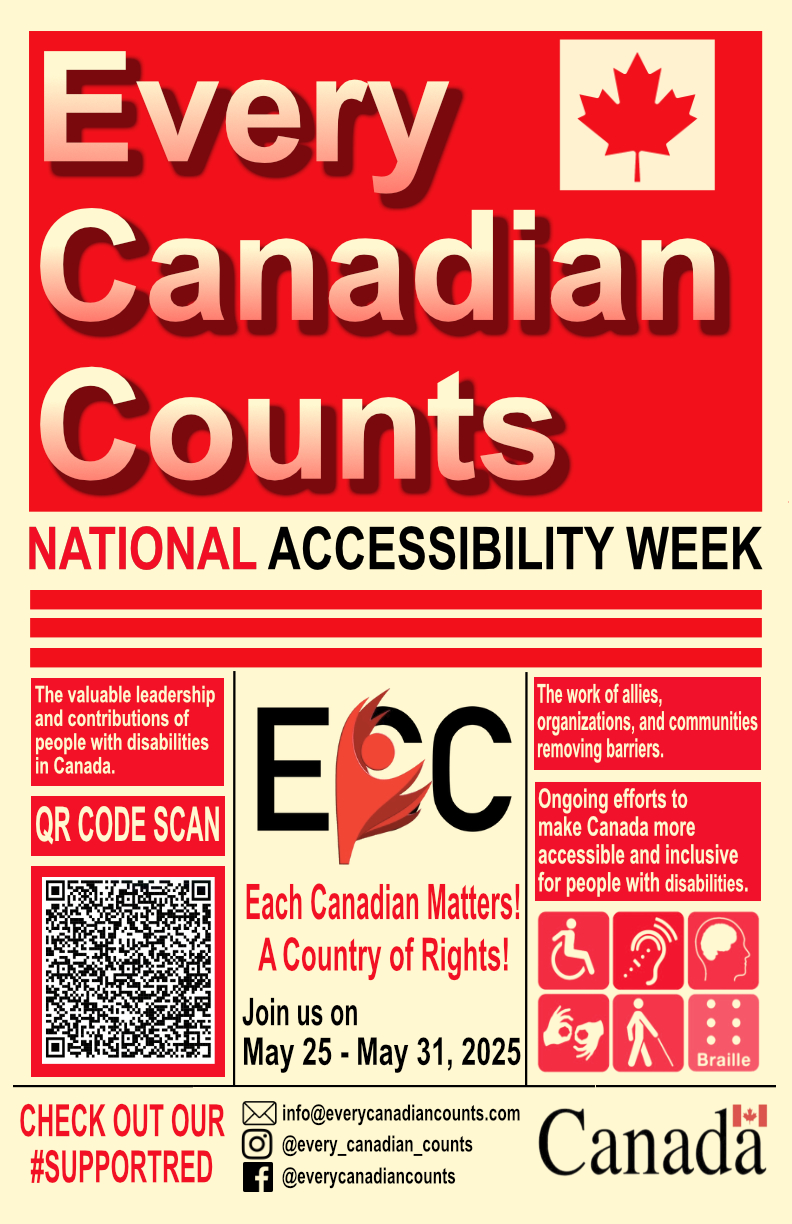 Every
Canadian
Counts
NATIONAL ACCESSIBILITY WEEK
The valuable leadership
and contributions of
people with disabilities
in Canada.
QR CODE SCAN
ECC
Each Canadian Matters!
A Country of Rights!
Join us on
May 25 - May 31, 2025
The work of allies,
organizations, and communities
removing barriers.
Ongoing efforts to
make Canada more
accessible and inclusive
for people with disabilities.
Braille
CHECK OUT OUR
#SUPPORTRED
info@everycanadiancounts.com
@every_canadian_counts
@everycanadiancounts
Canada